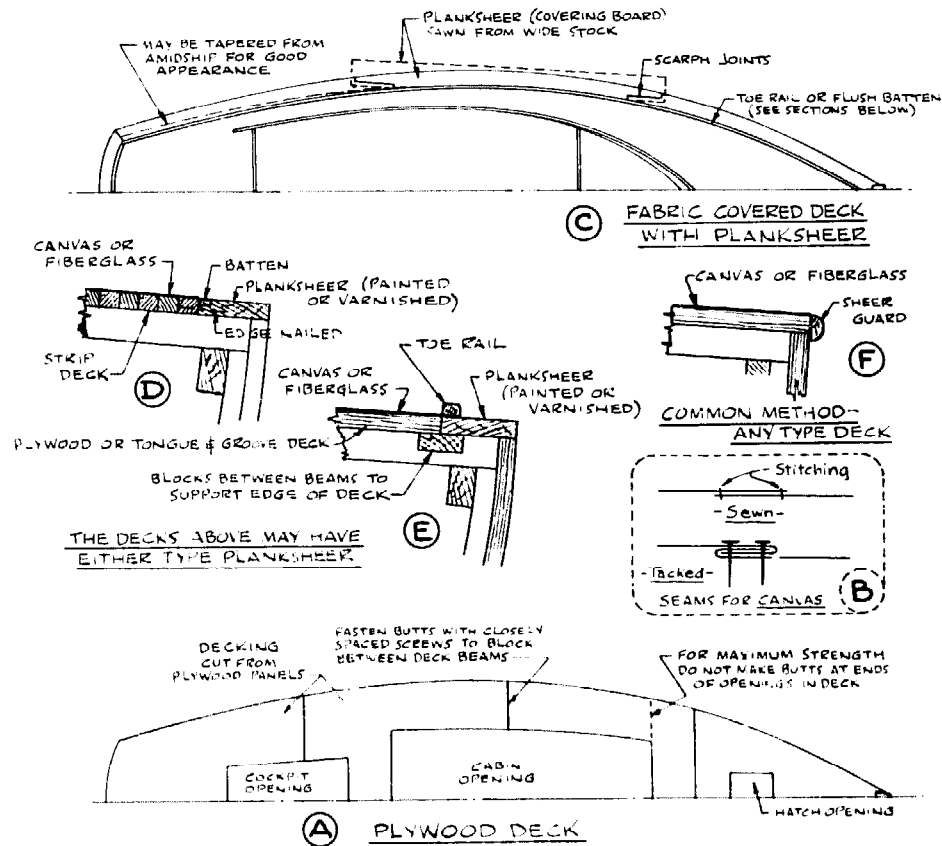 PLANKSHEER (COVERING BOARD)
SAWN FROM WIDE STOCK
MAY BE TAPERED FROM
AMIDSHIP FOR GOOD
APPEARANCE
SCARPH JOINTS
TOE RAIL OR FLUSH BATTEN
(SEE SECTIONS BELOW)
C
FABRIC COVERED DECK
WITH PLANKSHEER
CANVAS OR
FIBERGLASS
BATTEN
PLANKSHEER (PAINTED
OR VARNISHED)
EDGE NAILED
STRIP
DECK
D
TOE RAIL
CANVAS OR
FIBERGLASS
PLANKSHEER
(PAINTED OR
VARNISHED)
PLYWOOD OR TONGUE & GROOVE DECK
BLOCKS BETWEEN BEAMS TO
SUPPORT EDGE OF DECK
E
THE DECKS ABOVE MAY HAVE
EITHER TYPE PLANKSHEER
CANVAS OR FIBERGLASS
SHEER
GUARD
F
COMMON METHOD-
ANY TYPE DECK
Stitching
-Sewn-
-Tacked-
SEAMS FOR CANVAS
B
DECKING
CUT FROM
PLYWOOD PANELS
FASTEN BUTTS WITH CLOSELY
SPACED SCREWS TO BLOCK
BETWEEN DECK BEAMS
FOR MAXIMUM STRENGTH
DO NOT MAKE BUTTS AT ENDS
OF OPENINGS IN DECK
COCKPIT
OPENING
CABIN
OPENING
HATCH OPENING
A
PLYWOOD DECK